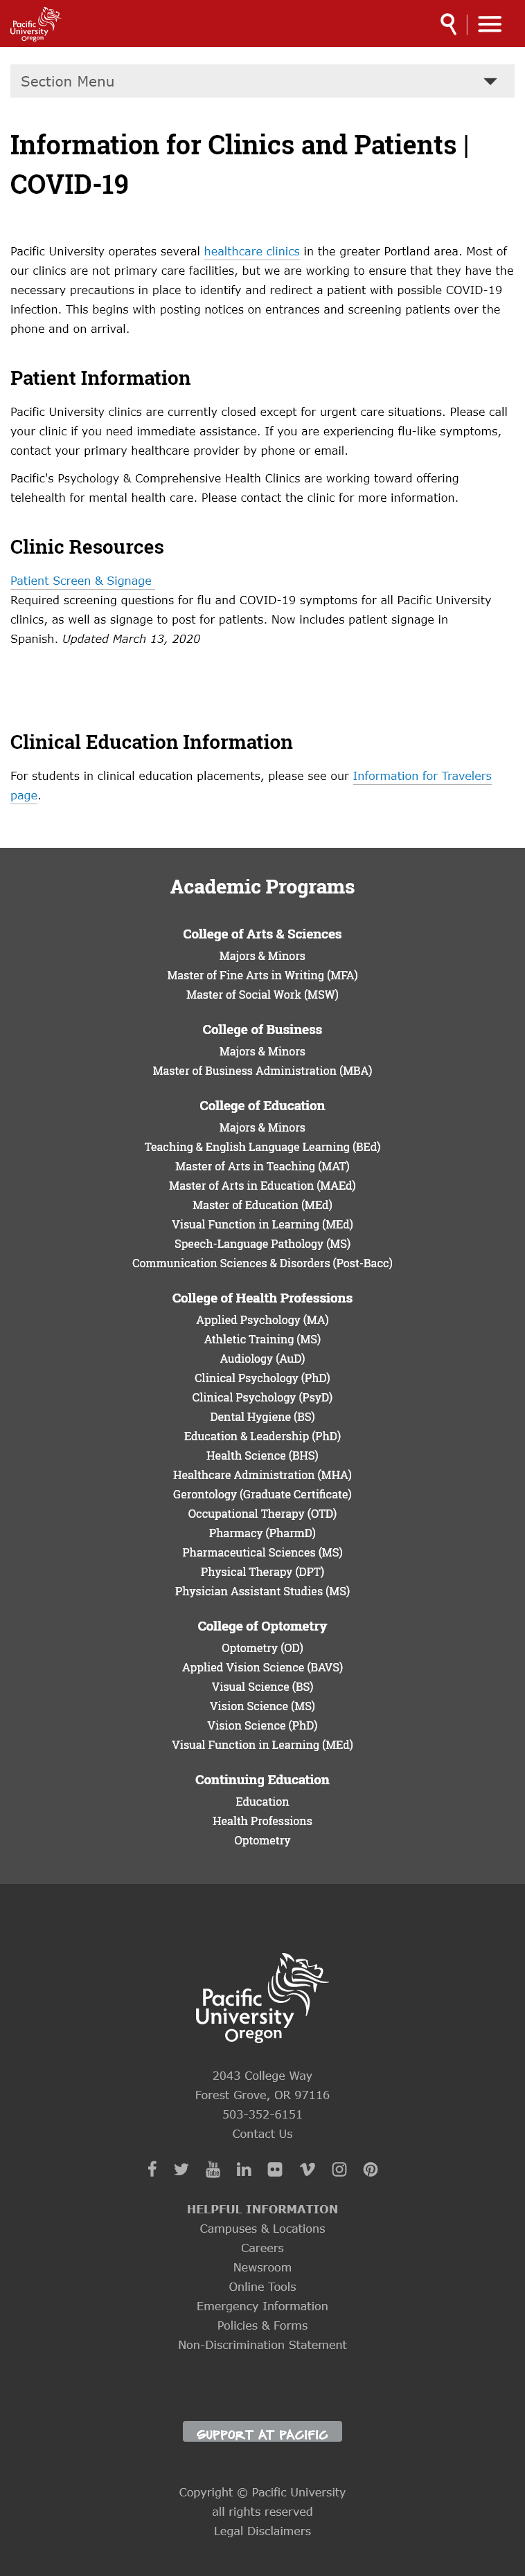 Pacific
University
Oregon
Section Menu
Information for Clinics and Patients |
COVID-19
Pacific University operates several healthcare clinics in the greater Portland area. Most of
our clinics are not primary care facilities, but we are working to ensure that they have the
necessary precautions in place to identify and redirect a patient with possible COVID-19
infection. This begins with posting notices on entrances and screening patients over the
phone and on arrival.
Patient Information
Pacific University clinics are currently closed except for urgent care situations. Please call
your clinic if you need immediate assistance. If you are experiencing flu-like symptoms,
contact your primary healthcare provider by phone or email.
Pacific's Psychology & Comprehensive Health Clinics are working toward offering
telehealth for mental health care. Please contact the clinic for more information.
Clinic Resources
Patient Screen & Signage
Required screening questions for flu and COVID-19 symptoms for all Pacific University
clinics, as well as signage to post for patients. Now includes patient signage in
Spanish. Updated March 13, 2020
Clinical Education Information
For students in clinical education placements, please see our Information for Travelers
page.
Academic Programs
College of Arts & Sciences
Majors & Minors
Master of Fine Arts in Writing (MFA)
Master of Social Work (MSW)
College of Business
Majors & Minors
Master of Business Administration (MBA)
College of Education
Majors & Minors
Teaching & English Language Learning (BEd)
Master of Arts in Teaching (MAT)
Master of Arts in Education (MAEd)
Master of Education (MEd)
Visual Function in Learning (MEd)
Speech-Language Pathology (MS)
Communication Sciences & Disorders (Post-Bacc)
College of Health Professions
Applied Psychology (MA)
Athletic Training (MS)
Audiology (AuD)
Clinical Psychology (PhD)
Clinical Psychology (PsyD)
Dental Hygiene (BS)
Education & Leadership (PhD)
Health Science (BHS)
Healthcare Administration (MHA)
Gerontology (Graduate Certificate)
Occupational Therapy (OTD)
Pharmacy (PharmD)
Pharmaceutical Sciences (MS)
Physical Therapy (DPT)
Physician Assistant Studies (MS)
College of Optometry
Optometry (OD)
Applied Vision Science (BAVS)
Visual Science (BS)
Vision Science (MS)
Vision Science (PhD)
Visual Function in Learning (MEd)
Continuing Education
Education
Health Professions
Optometry
Pacific
University
Oregon
2043 College Way
Forest Grove, OR 97116
503-352-6151
Contact Us
You Tube
HELPFUL INFORMATION
Campuses & Locations
Careers
Newsroom
Online Tools
Emergency Information
Policies & Forms
Non-Discrimination Statement
SUPPORT AT PACIFIC
Copyright © Pacific University
all rights reserved
Legal Disclaimers